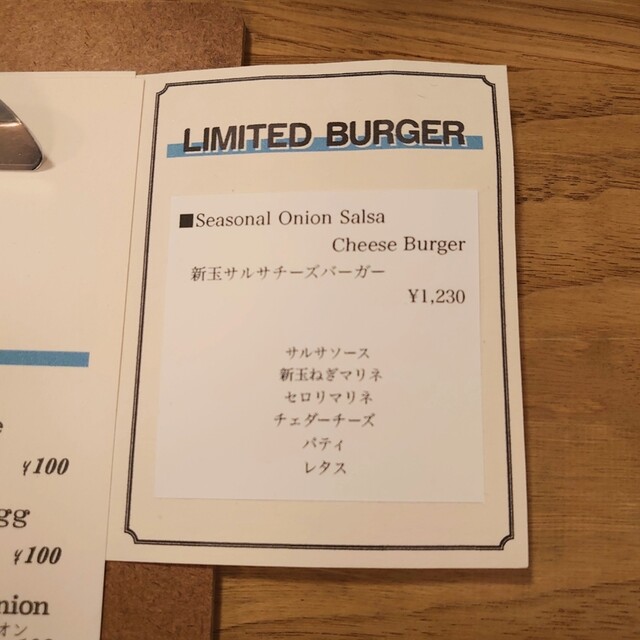 LIMITED BURGER
■Seasonal Onion Salsa
Cheese Burger
新玉サルサチーズバーガー
¥1,230
サルサソース
新玉ねぎマリネ
セロリマリネ
チェダーチーズ
パティ
レタス
e
¥100
gg
¥100
nion
オン